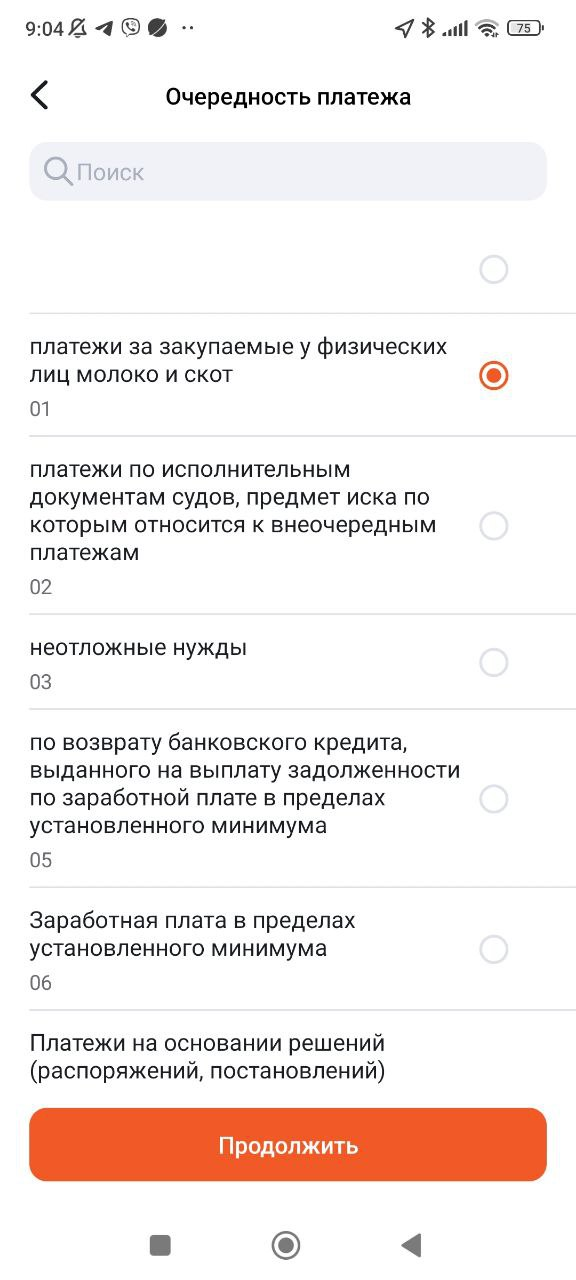 9:04
75
Очередность платежа
Поиск
платежи за закупаемые у физических
лиц молоко и скот
01
платежи по исполнительным
документам судов, предмет иска по
которым относится к внеочередным
платежам
02
неотложные нужды
03
по возврату банковского кредита,
выданного на выплату задолженности
по заработной плате в пределах
установленного минимума
05
Заработная плата в пределах
установленного минимума
06
Платежи на основании решений
(распоряжений, постановлений)
Продолжить